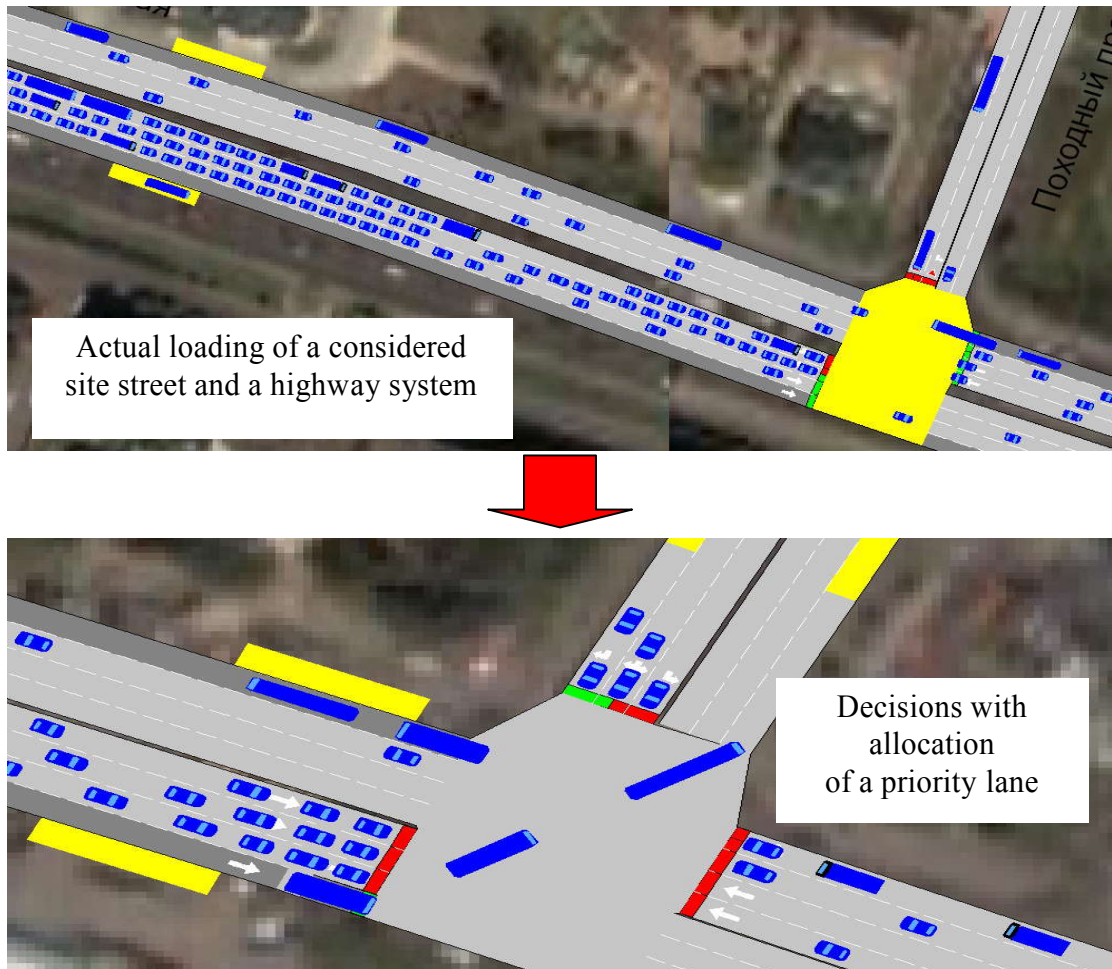 Походный пр
Actual loading of a considered
site street and a highway system
Decisions with
allocation
of a priority lane